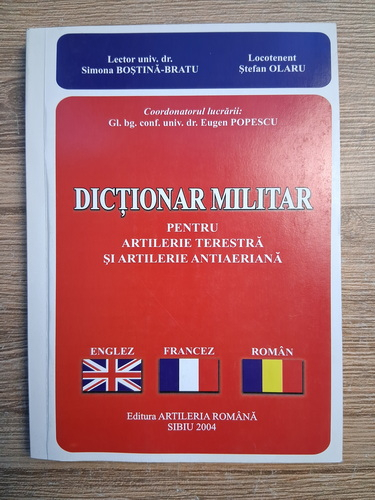 Lector univ. dr.
Simona BOȘTINĂ-BRATU
Locotenent
Ștefan OLARU
Coordonatorul lucrării:
Gl. bg. conf. univ. dr. Eugen POPESCU
DICȚIONAR MILITAR
PENTRU
ARTILERIE TERESTRĂ
ȘI ARTILERIE ANTIAERIANĂ
ENGLEZ FRANCEZ ROMÂN
Editura ARTILERIA ROMÂNĂ
SIBIU 2004